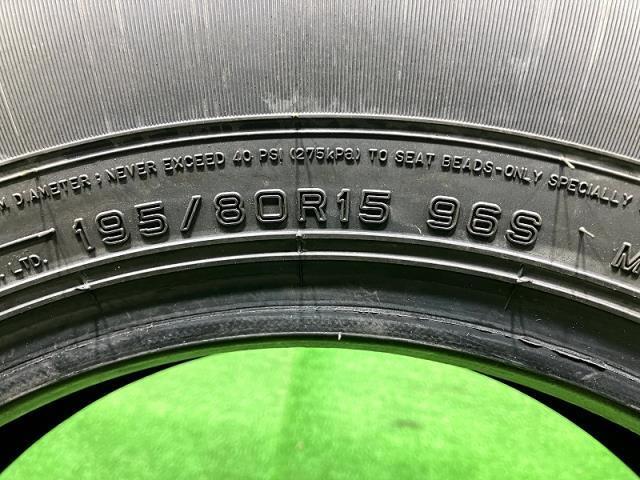 DIAMETER ; NEVER EXCEED 40 PSI (275kPa) TO SEAT BEADS-ONLY SPECIALLY
LTD. 195/80R15 96S M